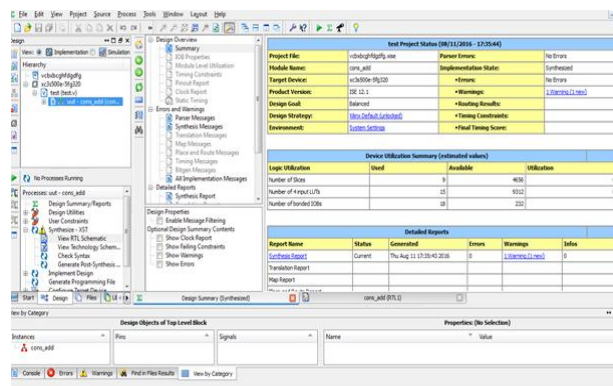 File Edit View Project Source Process Tools Window Layout Help
Design
View: Implementation Simulation
Hierarchy
vcbxbcghfdgdfg
xc3s500e-5fg320
test (test.v)
uut - cons_add (con...
No Processes Running
Processes: uut - cons_add
Design Summary/Reports
Design Utilities
User Constraints
Synthesize - XST
View RTL Schematic
View Technology Schem...
Check Syntax
Generate Post-Synthesis ...
Implement Design
Generate Programming File
Configure Target Device
Start Design Files
Design Overview
Summary
IOB Properties
Module Level Utilization
Timing Constraints
Pinout Report
Clock Report
Static Timing
Errors and Warnings
Parser Messages
Synthesis Messages
Translation Messages
Map Messages
Place and Route Messages
Timing Messages
Bitgen Messages
All Implementation Messages
Detailed Reports
Synthesis Report
Design Properties
Enable Message Filtering
Optional Design Summary Contents
Show Clock Report
Show Failing Constraints
Show Warnings
Show Errors
Design Summary (Synthesized)
cons_add (RTL1)
test Project Status (08/11/2016 - 17:35:44)
Project File: Parser Errors: No Errors
Module Name: cons_add Implementation State: Synthesized
Target Device: xc3s500e-5fg320 •Errors: No Errors
Product Version: ISE 12.1 •Warnings: 1 Warning (1 new)
Design Goal: Balanced •Routing Results:
Design Strategy: Xilinx Default (unlocked) •Timing Constraints:
Environment: System Settings •Final Timing Score:
Device Utilization Summary (estimated values)
Logic Utilization Used Available Utilization
Number of Slices 9 4656
Number of 4 input LUTs 15 9312
Number of bonded IOBs 18 232
Detailed Reports
Report Name Status Generated Errors Warnings Infos
Synthesis Report Current Thu Aug 11 17:35:40 2016 0 1 Warning (1 new) 0
Translation Report
Map Report
View by Category
Design Objects of Top Level Block Properties: (No Selection)
Instances Pins Signals Name Value
cons_add
Console Errors Warnings Find in Files Results View by Category